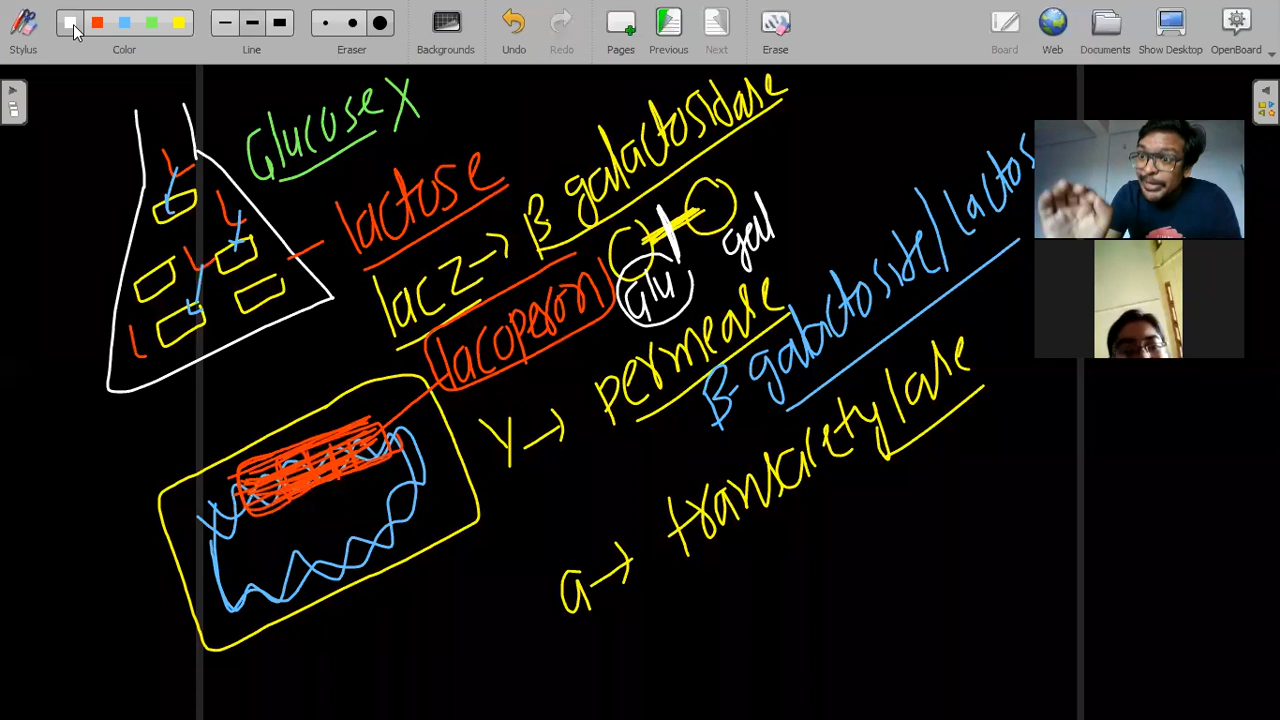 Stylus
Color
Line
Eraser
Backgrounds
Undo
Redo
Pages
Previous
Next
Erase
Board
Web
Documents
Show Desktop
OpenBoard
Glucose X
lactose
lac Z → β galactosidase
Glu
gal
lacoperon
Y → permease
β-galactoside/lactos
a → transacetylase
L
L
L
L
L